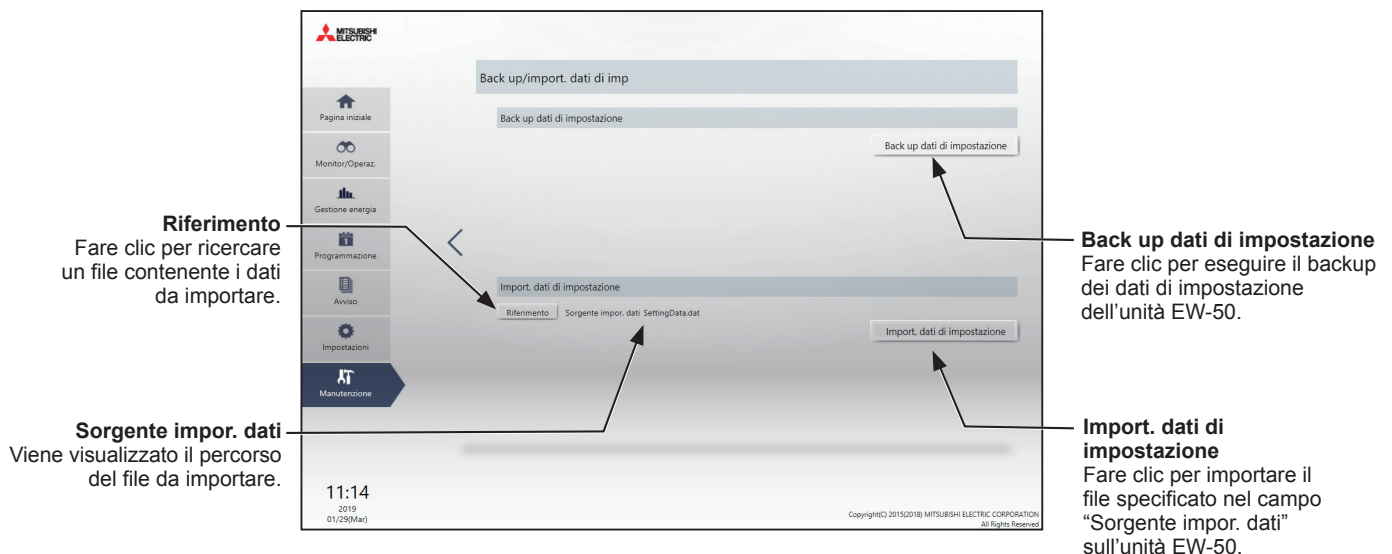 MITSUBISHI
ELECTRIC
Back up/import. dati di imp
Pagina iniziale
Monitor/Operaz.
Gestione energia
1
Programmazione
Avviso
Impostazioni
Manutenzione
Back up dati di impostazione
Back up dati di impostazione
Import. dati di impostazione
Riferimento Sorgente impor. dati SettingData.dat
Import. dati di impostazione
11:14
2019
01/29(Mar)
Copyright(C) 2015(2018) MITSUBISHI ELECTRIC CORPORATION
All Rights Reserved
Riferimento
Fare clic per ricercare
un file contenente i dati
da importare.
Sorgente impor. dati
Viene visualizzato il percorso
del file da importare.
Back up dati di impostazione
Fare clic per eseguire il backup
dei dati di impostazione
dell'unità EW-50.
Import. dati di
impostazione
Fare clic per importare il
file specificato nel campo
“Sorgente impor. dati”
sull'unità EW-50.